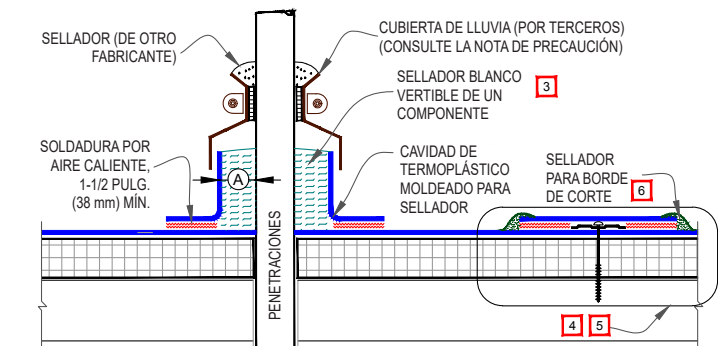 SELLADOR (DE OTRO
FABRICANTE)
CUBIERTA DE LLUVIA (POR TERCEROS)
(CONSULTE LA NOTA DE PRECAUCIÓN)
SELLADOR BLANCO
VERTIBLE DE UN
COMPONENTE
3
SOLDADURA POR
AIRE CALIENTE,
1-1/2 PULG.
(38 mm) MÍN.
A
CAVIDAD DE
TERMOPLÁSTICO
MOLDEADO PARA
SELLADOR
SELLADOR
PARA BORDE
DE CORTE
6
PENETRACIONES
4 5